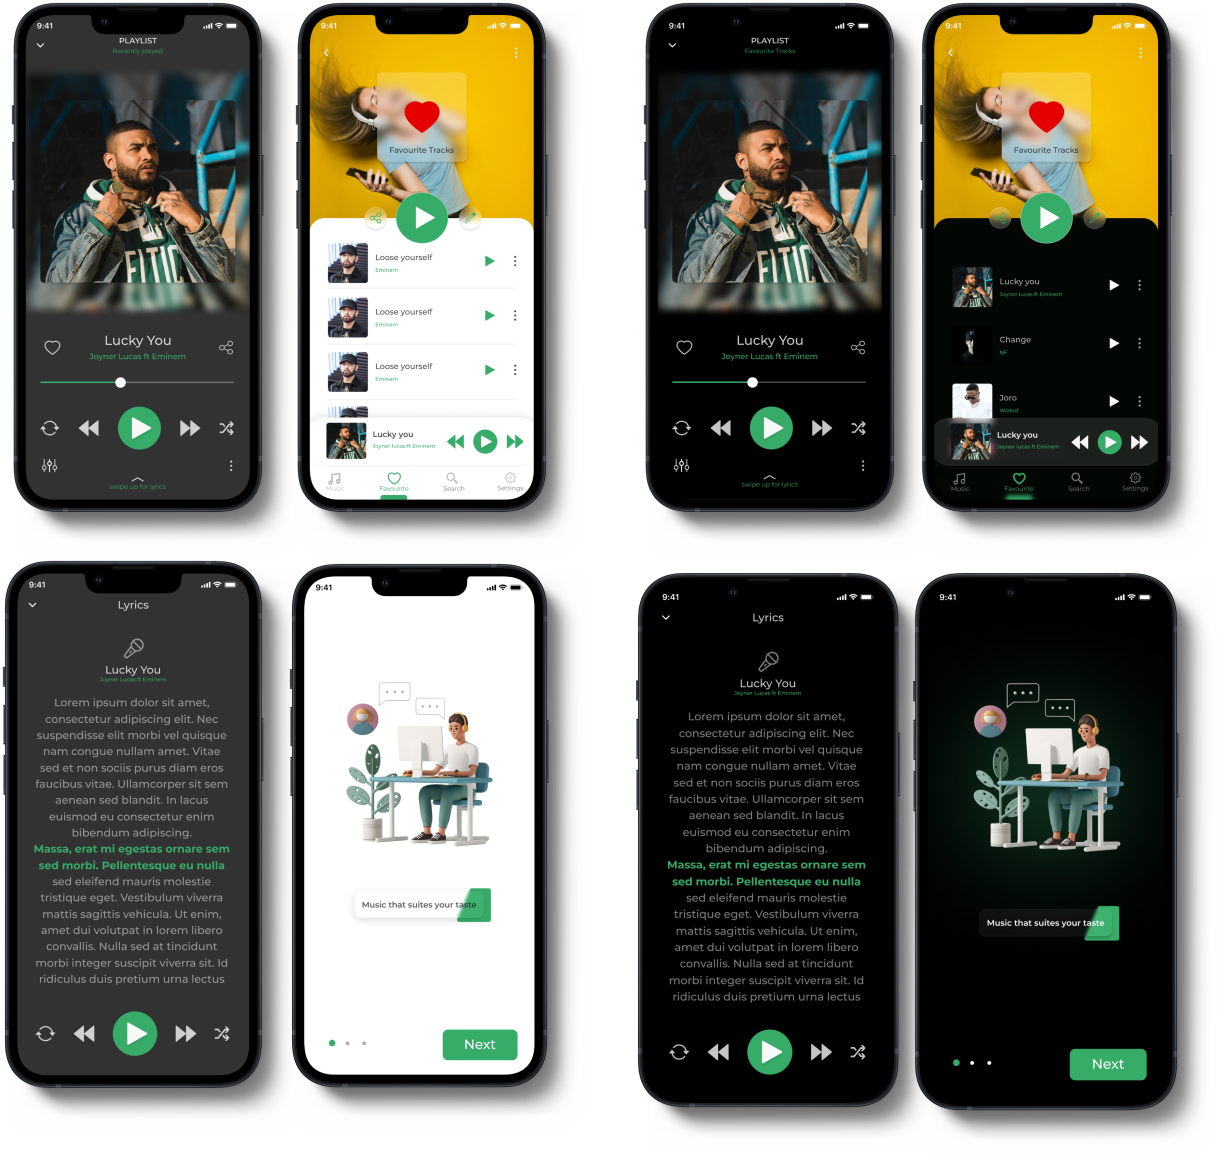 9:41
PLAYLIST
Recently played
ELTIC
Lucky You
Joyner Lucas ft Eminem
swipe up for lyrics
9:41
Favourite Tracks
Loose yourself
Eminem
Loose yourself
Eminem
Loose yourself
Eminem
Lucky you
Joyner lucas ft Eminem
Music
Favourite
Search
Settings
9:41
PLAYLIST
Favourite Tracks
ELTIC
Lucky You
Joyner Lucas ft Eminem
swipe up for lyrics
9:41
Favourite Tracks
Lucky you
Joyner lucas ft Eminem
Change
NF
Joro
Wizkid
Lucky you
Joyner lucas ft Eminem
Music
Favourite
Search
Settings
9:41
Lyrics
Lucky You
Joyner Lucas ft Eminem
Lorem ipsum dolor sit amet,
consectetur adipiscing elit. Nec
suspendisse elit morbi vel quisque
nam congue nullam amet. Vitae
sed et non sociis purus diam eros
faucibus vitae. Ullamcorper sit sem
aenean sed blandit. In lacus
euismod eu consectetur enim
bibendum adipiscing.
Massa, erat mi egestas ornare sem
sed morbi. Pellentesque eu nulla
sed eleifend mauris molestie
tristique eget. Vestibulum viverra
mattis sagittis vehicula. Ut enim,
amet dui volutpat in lorem libero
convallis. Nulla sed at tincidunt
morbi integer suscipit viverra sit. Id
ridiculus duis pretium urna lectus
9:41
Music that suites your taste
Next
9:41
Lyrics
Lucky You
Joyner Lucas ft Eminem
Lorem ipsum dolor sit amet,
consectetur adipiscing elit. Nec
suspendisse elit morbi vel quisque
nam congue nullam amet. Vitae
sed et non sociis purus diam eros
faucibus vitae. Ullamcorper sit sem
aenean sed blandit. In lacus
euismod eu consectetur enim
bibendum adipiscing.
Massa, erat mi egestas ornare sem
sed morbi. Pellentesque eu nulla
sed eleifend mauris molestie
tristique eget. Vestibulum viverra
mattis sagittis vehicula. Ut enim,
amet dui volutpat in lorem libero
convallis. Nulla sed at tincidunt
morbi integer suscipit viverra sit. Id
ridiculus duis pretium urna lectus
9:41
Music that suites your taste
Next